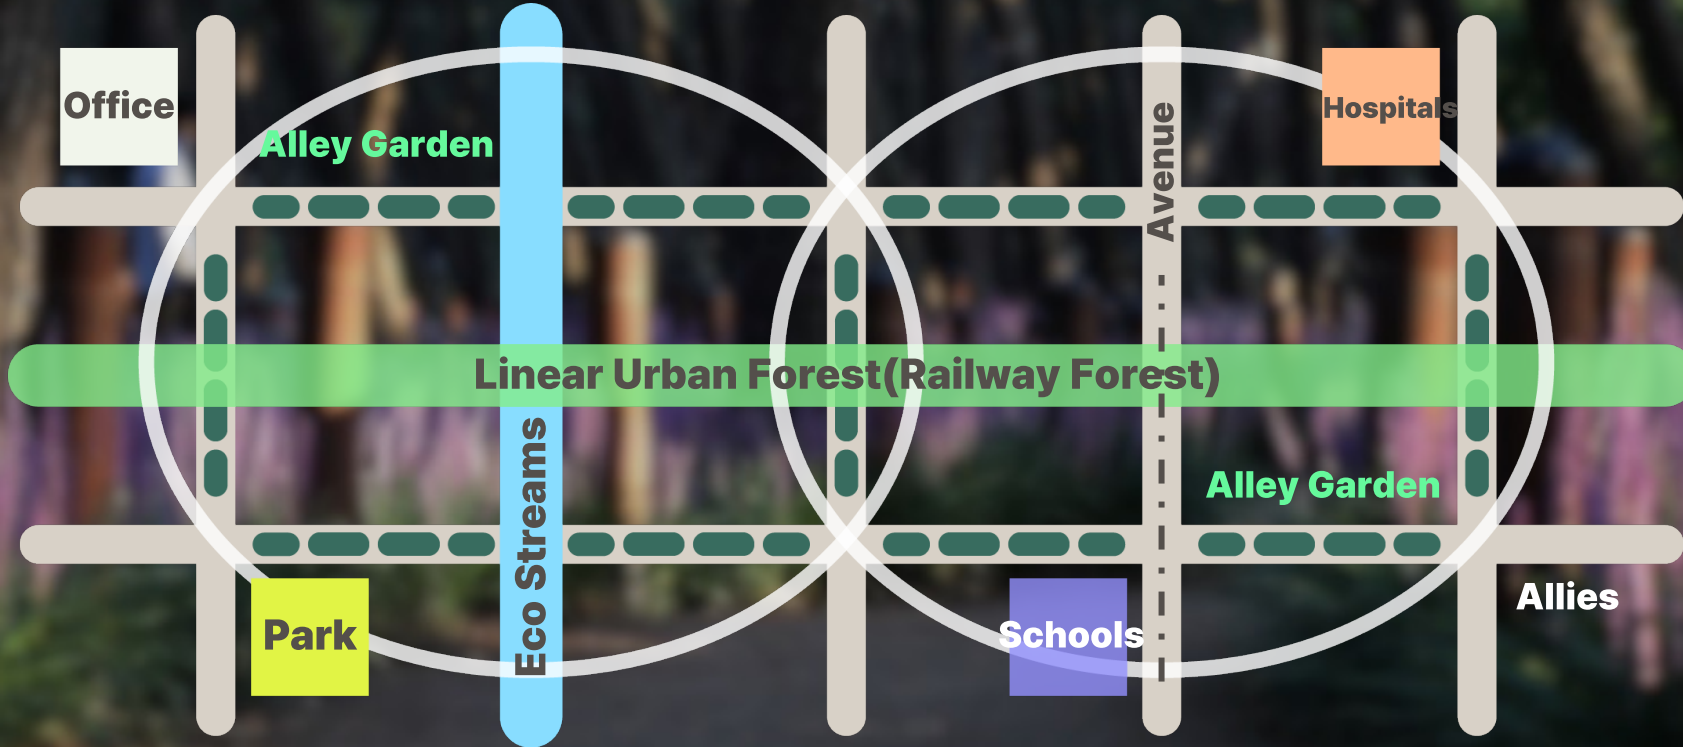 Office
Hospitals
Avenue
Alley Garden
Linear Urban Forest(Railway Forest)
Eco Streams
Alley Garden
Allies
Park
Schools